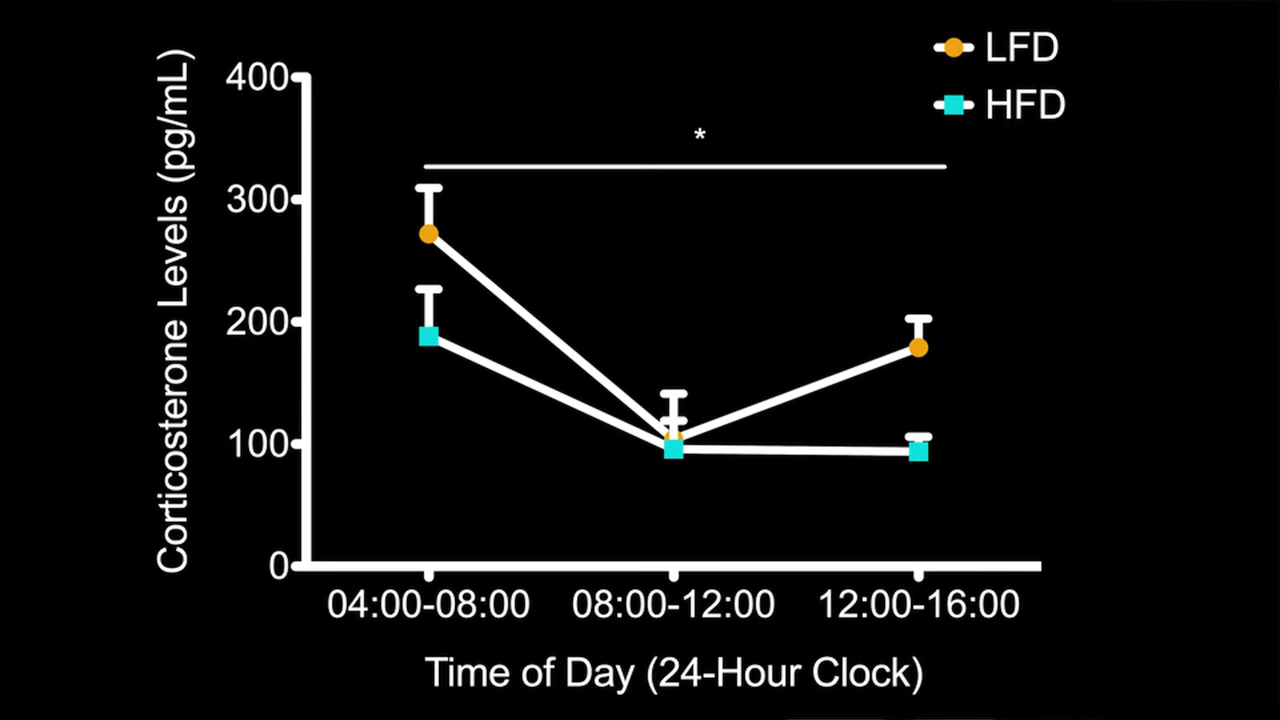 LFD
HFD
*
Corticosterone Levels (pg/mL)
400
300
200
100
0
04:00-08:00 08:00-12:00 12:00-16:00
Time of Day (24-Hour Clock)